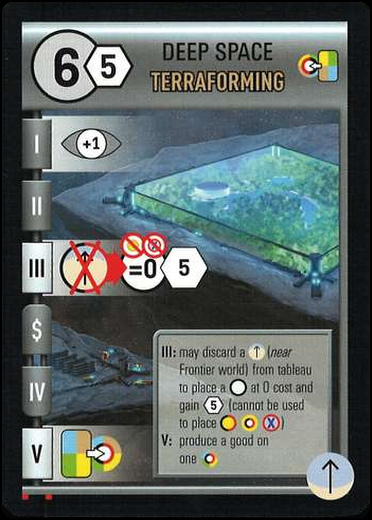 6 5
DEEP SPACE
TERRAFORMING
I
+1
II
III
=0
5
$
IV
V
III: may discard a (near
Frontier world) from tableau
to place a at 0 cost and
gain 5 (cannot be used
to place X)
V: produce a good on
one